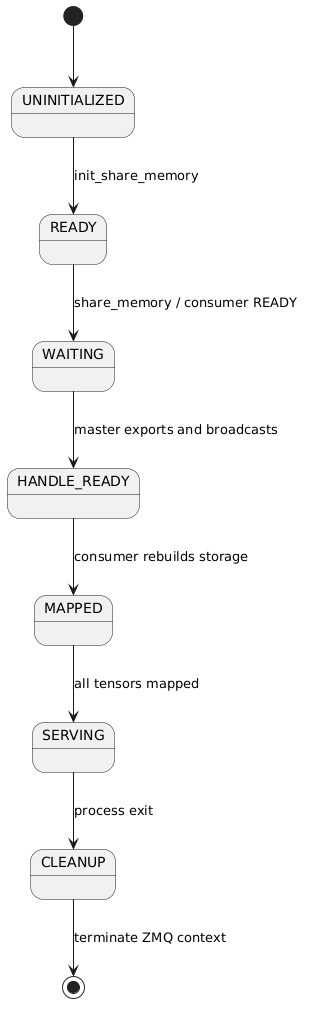 UNINITIALIZED
init_share_memory
READY
share_memory / consumer READY
WAITING
master exports and broadcasts
HANDLE_READY
consumer rebuilds storage
MAPPED
all tensors mapped
SERVING
process exit
CLEANUP
terminate ZMQ context